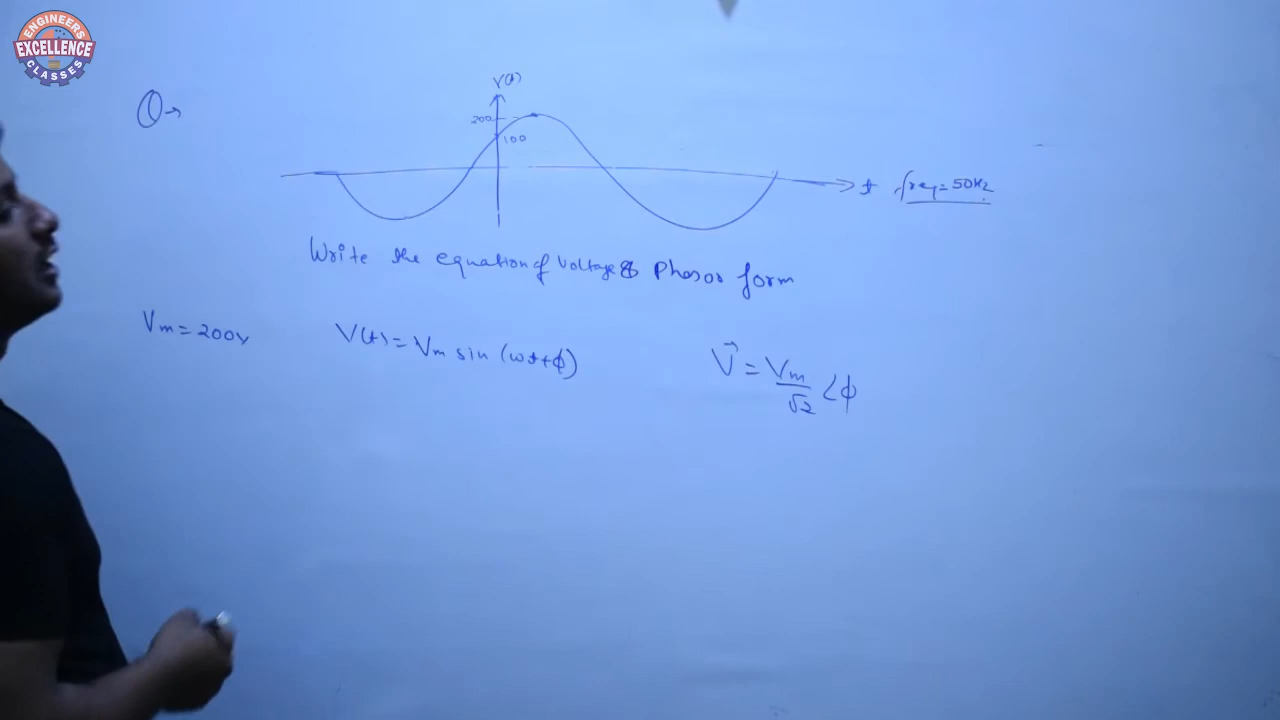 ENGINEERS
EXCELLENCE
CLASSES
Q→
V(t)
200
100
t freq = 50Hz
Write the equation of Voltage & Phasor form
Vm = 200V
V(t) = Vm sin (ωt+ϕ)
V⃗ = Vm/√2 ∠ϕ